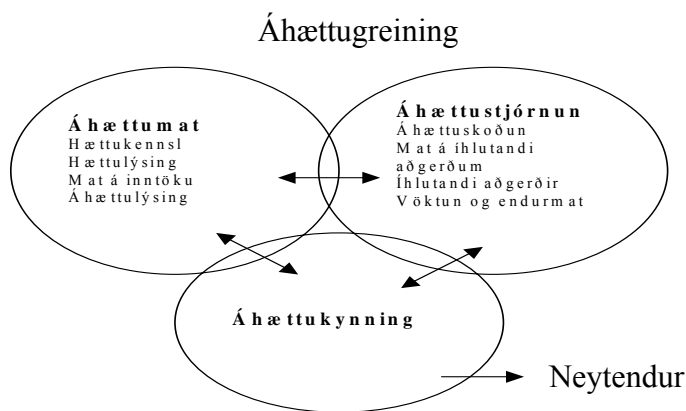 Áhættugreining
Áhættumat
Hættukennsl
Hættulýsing
Mat á inntöku
Áhættulýsing
Áhættustjórnun
Áhættuskoðun
Mat á íhlutandi
aðgerðum
Íhlutandi aðgerðir
Vöktun og endurmat
Áhættukynning
Neytendur